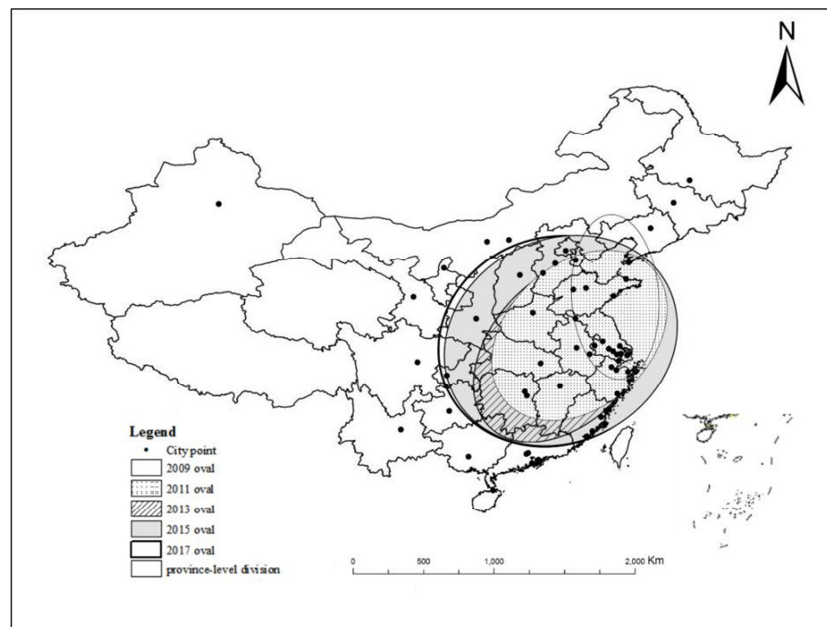 N
Legend
City point
2009 oval
2011 oval
2013 oval
2015 oval
2017 oval
province-level division
0 500 1,000 2,000 Km